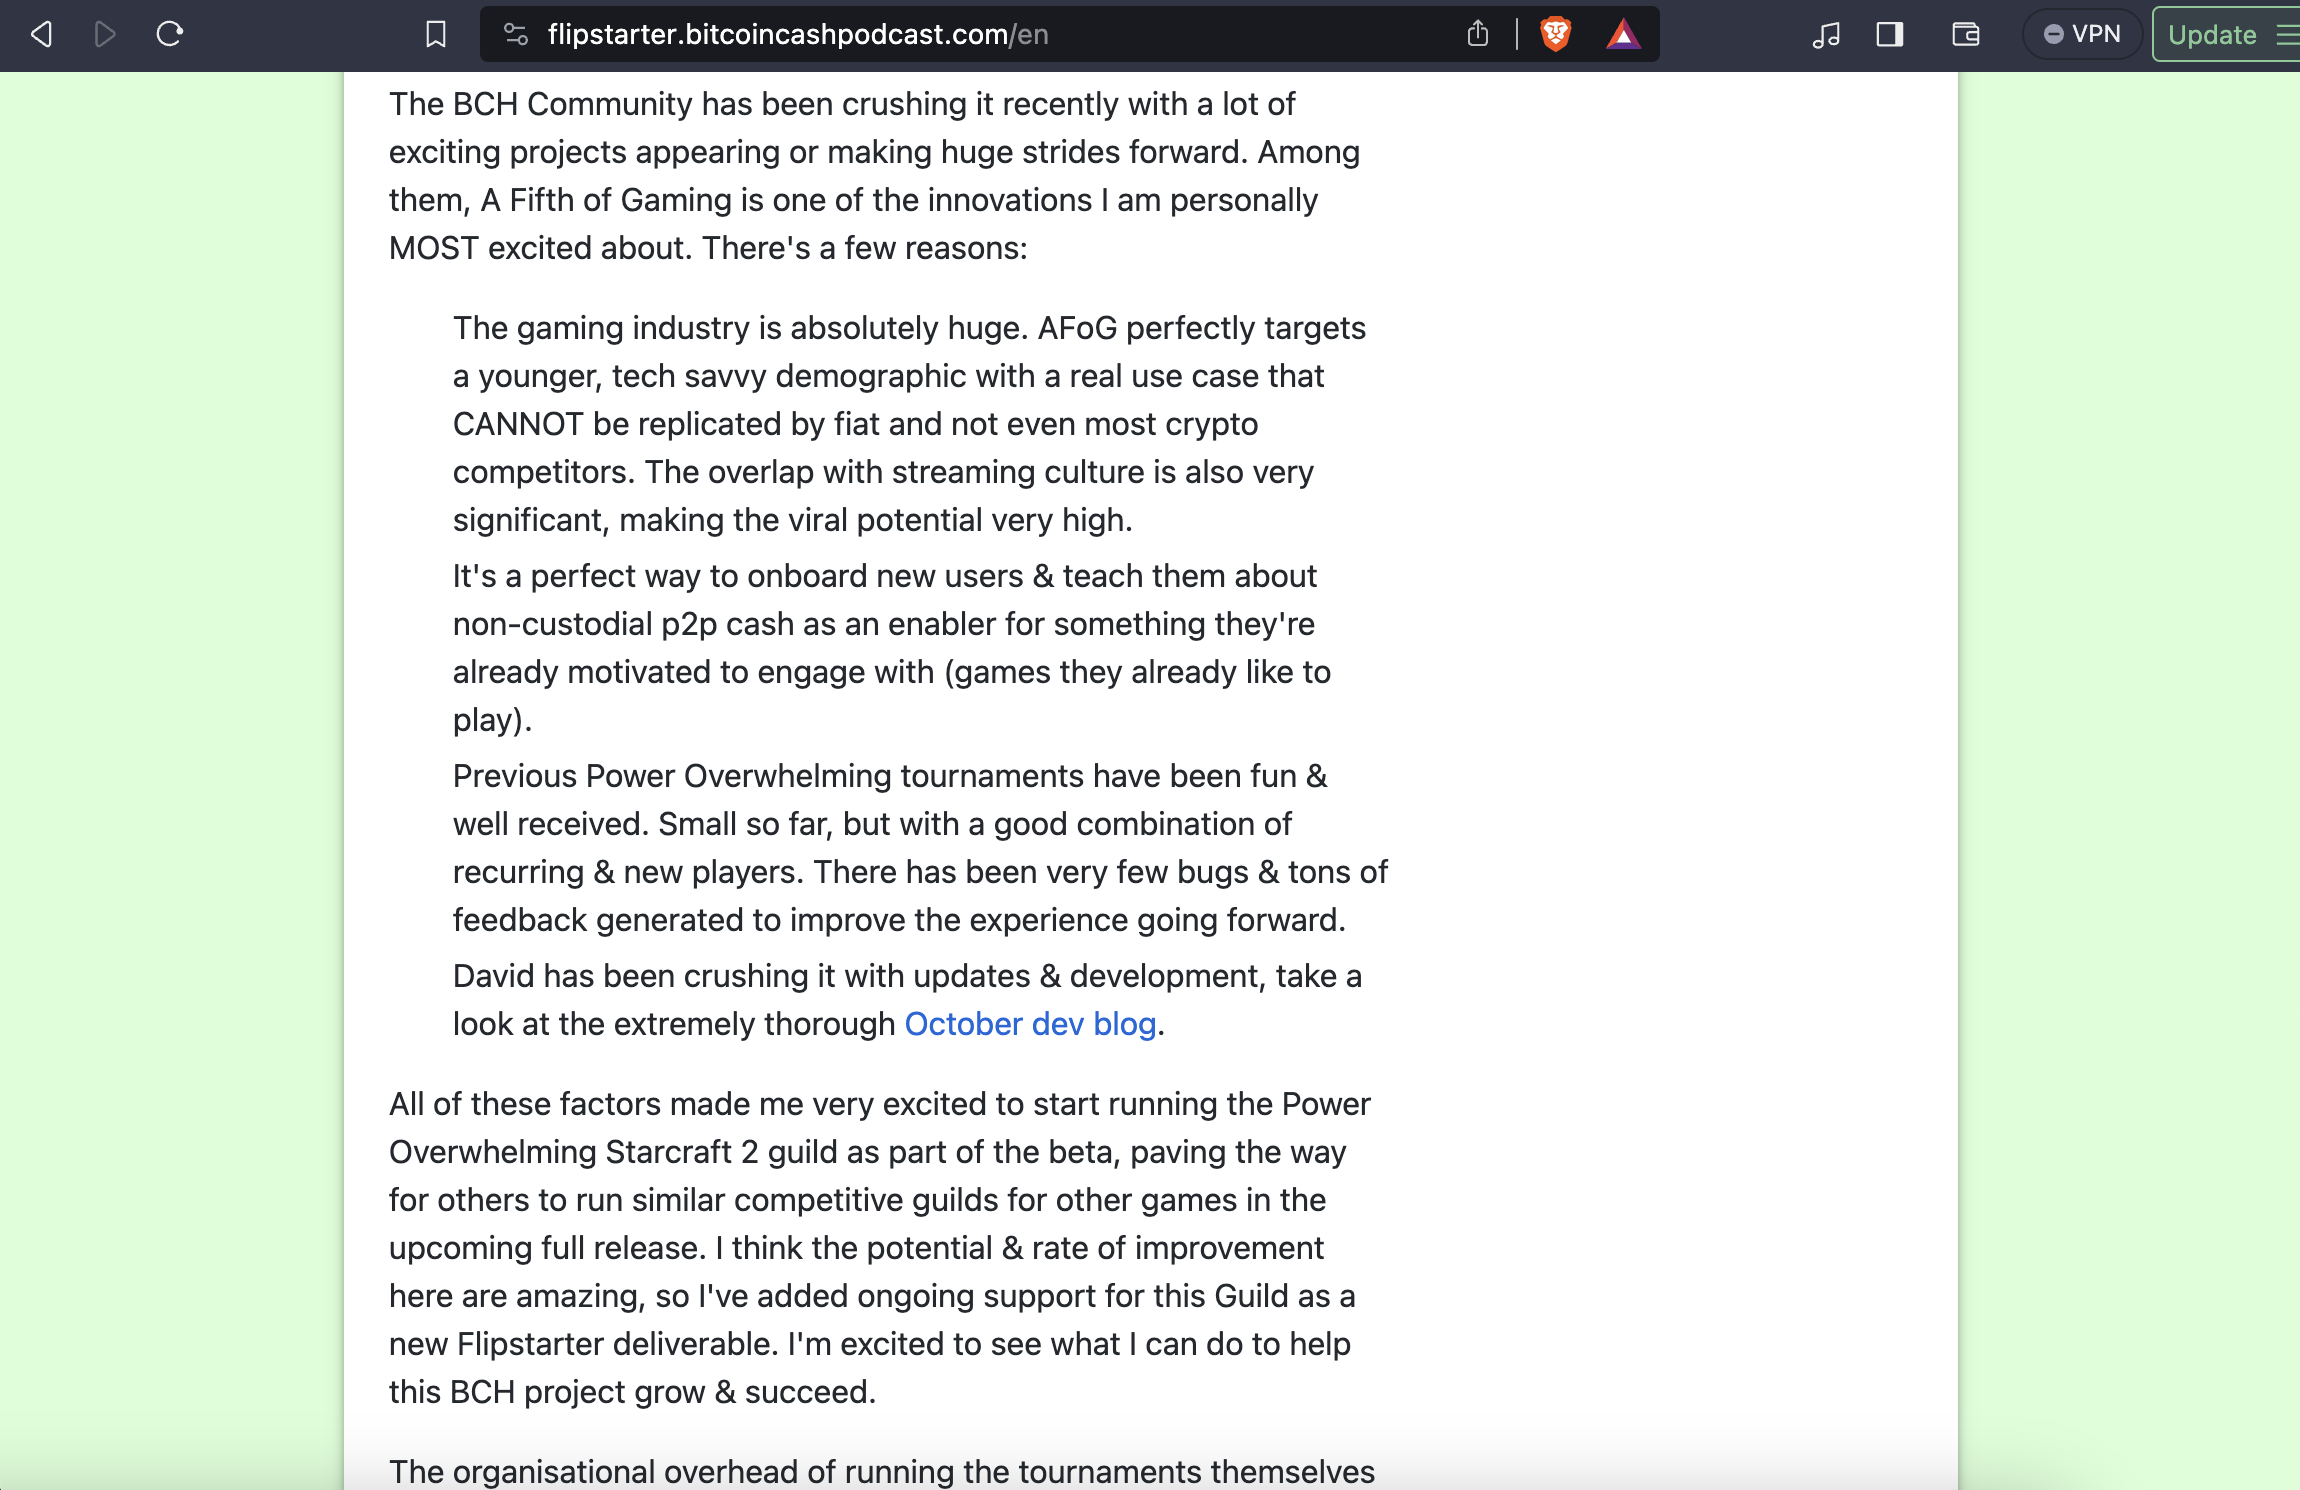 flipstarter.bitcoincashpodcast.com/en
VPN
Update
The BCH Community has been crushing it recently with a lot of
exciting projects appearing or making huge strides forward. Among
them, A Fifth of Gaming is one of the innovations I am personally
MOST excited about. There's a few reasons:
The gaming industry is absolutely huge. AFoG perfectly targets
a younger, tech savvy demographic with a real use case that
CANNOT be replicated by fiat and not even most crypto
competitors. The overlap with streaming culture is also very
significant, making the viral potential very high.
It's a perfect way to onboard new users & teach them about
non-custodial p2p cash as an enabler for something they're
already motivated to engage with (games they already like to
play).
Previous Power Overwhelming tournaments have been fun &
well received. Small so far, but with a good combination of
recurring & new players. There has been very few bugs & tons of
feedback generated to improve the experience going forward.
David has been crushing it with updates & development, take a
look at the extremely thorough October dev blog.
All of these factors made me very excited to start running the Power
Overwhelming Starcraft 2 guild as part of the beta, paving the way
for others to run similar competitive guilds for other games in the
upcoming full release. I think the potential & rate of improvement
here are amazing, so I've added ongoing support for this Guild as a
new Flipstarter deliverable. I'm excited to see what I can do to help
this BCH project grow & succeed.
The organisational overhead of running the tournaments themselves